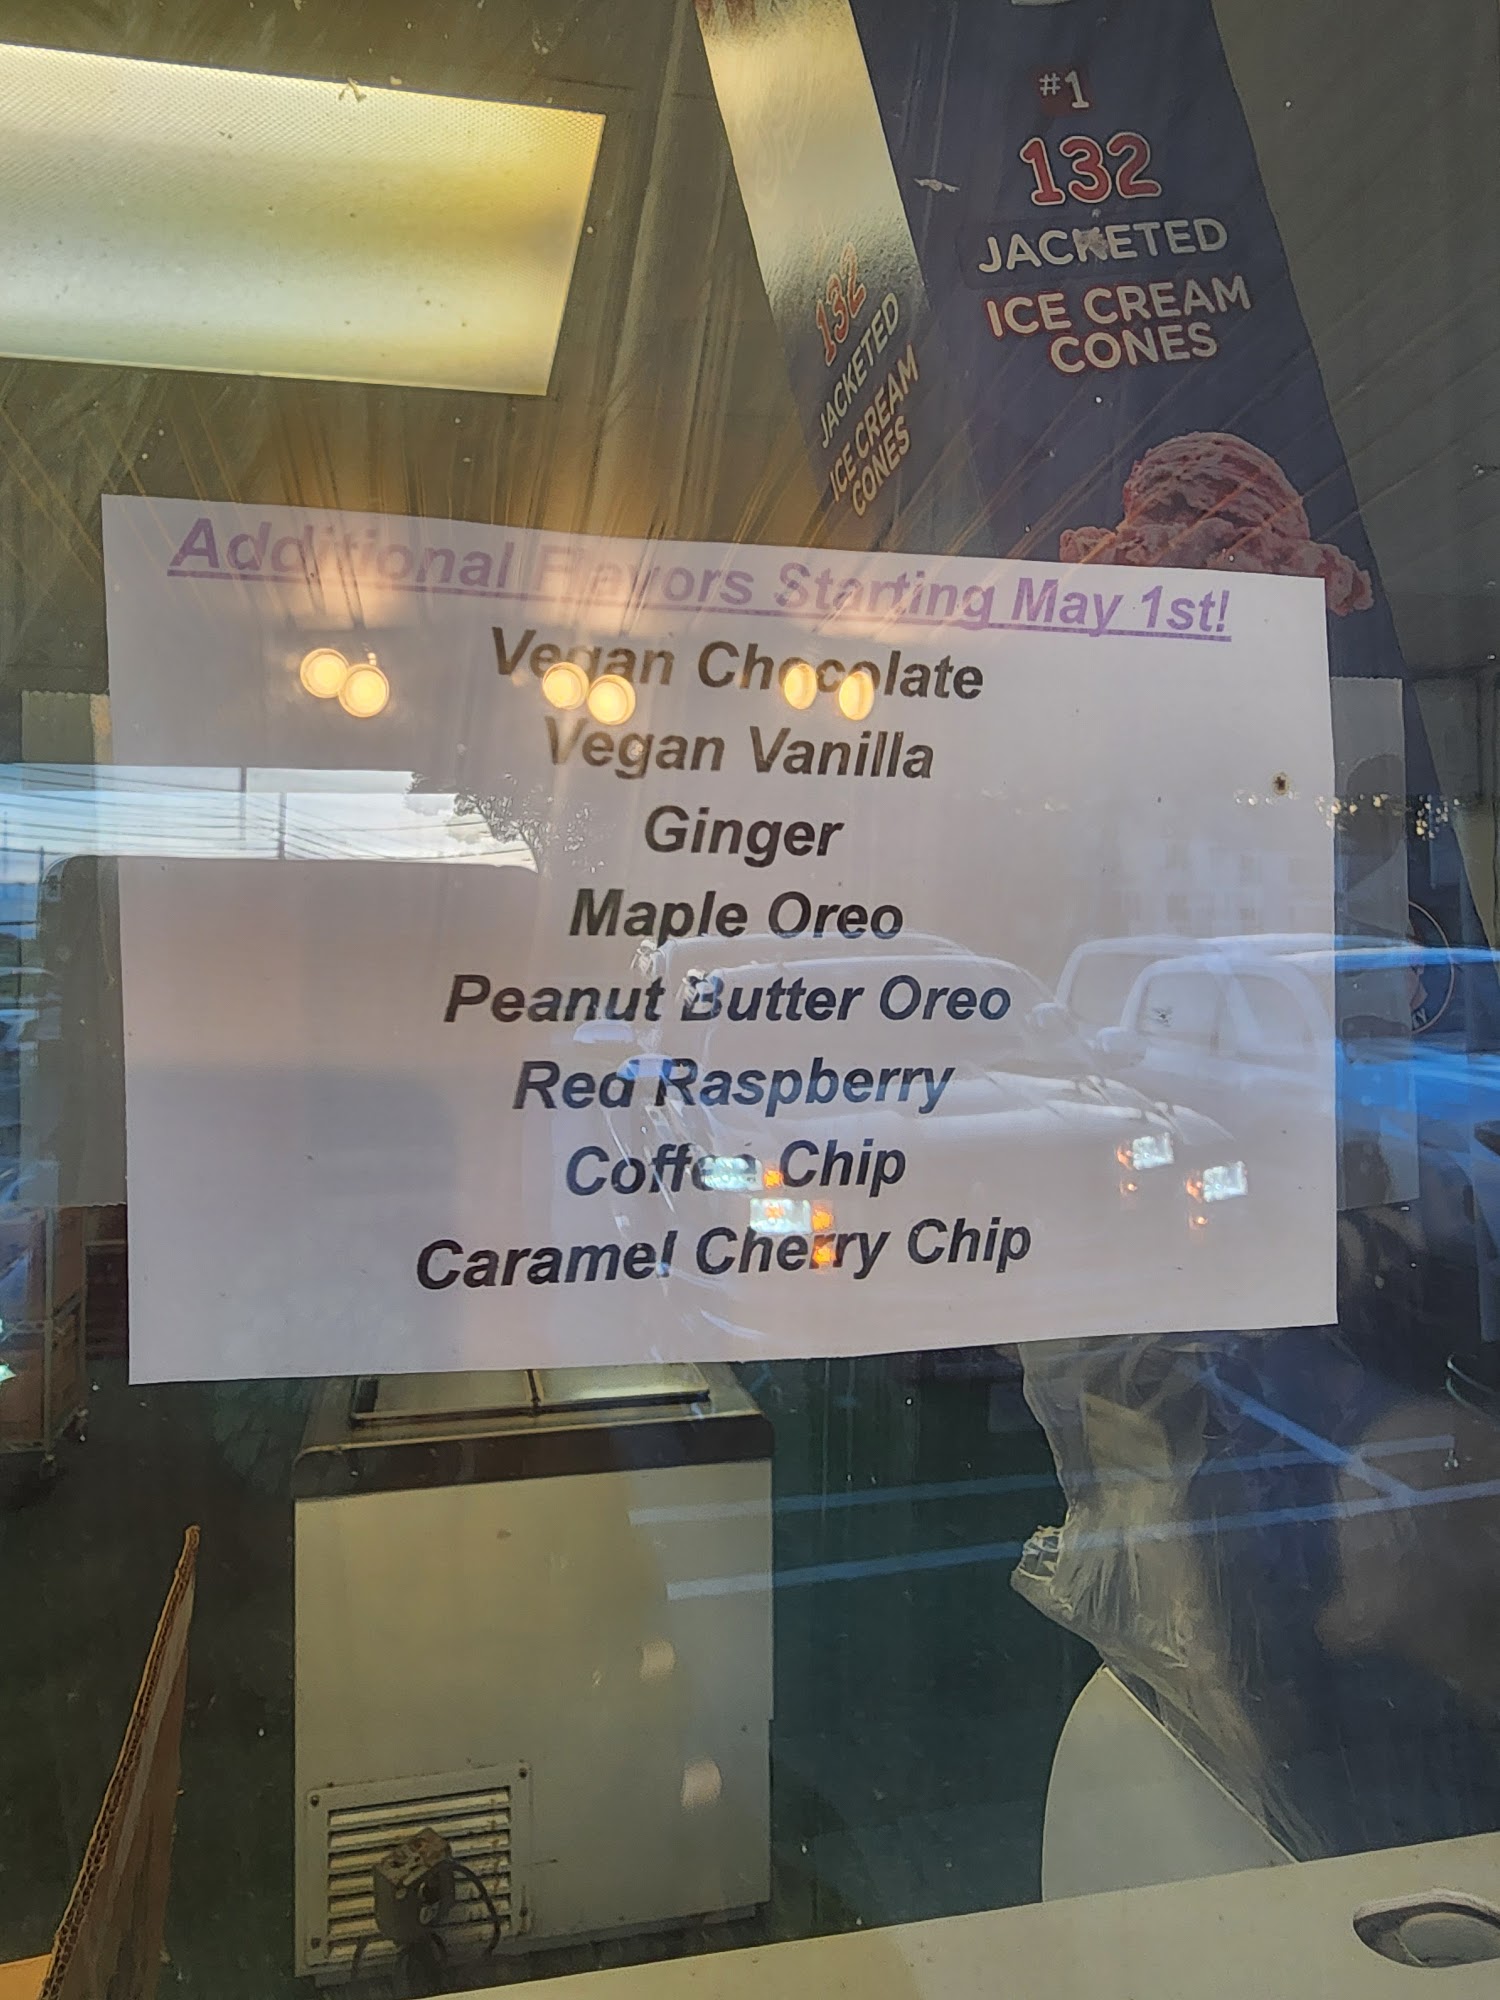 #1
132
JACKETED
ICE CREAM
CONES
132
JACKETED
ICE CREAM
CONES
Additional Flavors Starting May 1st!
Vegan Chocolate
Vegan Vanilla
Ginger
Maple Oreo
Peanut Butter Oreo
Red Raspberry
Coffee Chip
Caramel Cherry Chip